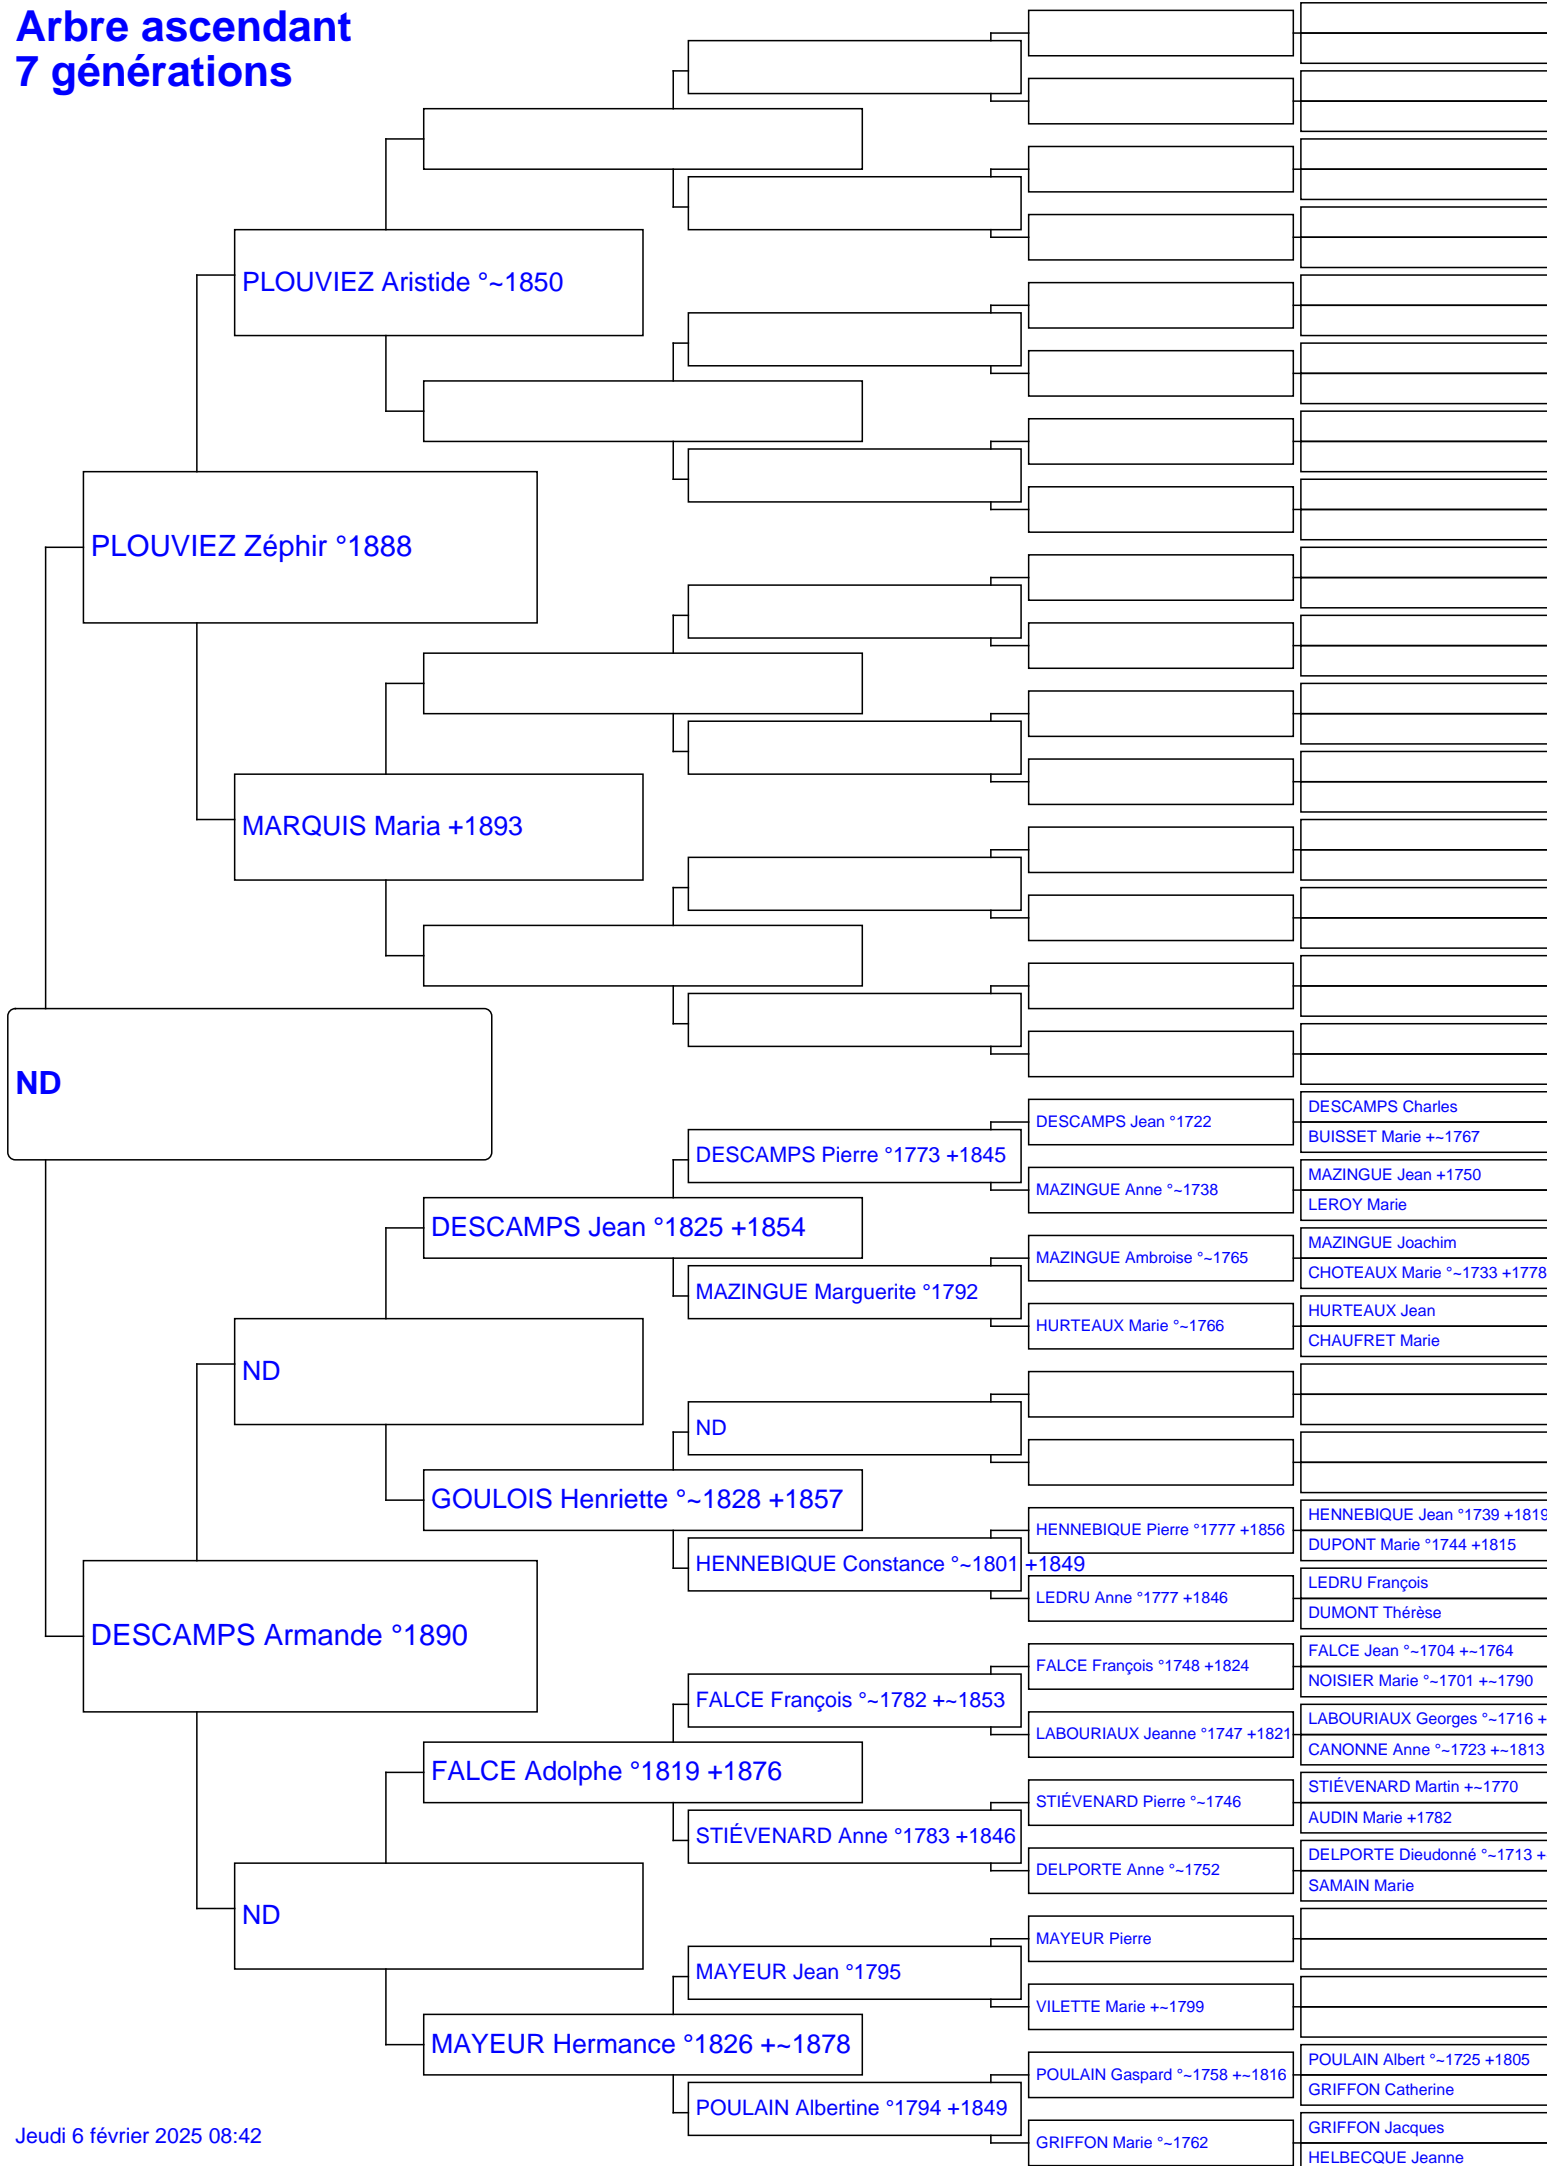 Arbre ascendant
7 générations
PLOUVIEZ Aristide °~1850
PLOUVIEZ Zéphir °1888
MARQUIS Maria +1893
ND
DESCAMPS Charles
DESCAMPS Jean °1722
BUISSET Marie +~1767
DESCAMPS Pierre °1773 +1845
MAZINGUE Jean +1750
MAZINGUE Anne °~1738
LEROY Marie
DESCAMPS Jean °1825 +1854
MAZINGUE Joachim
MAZINGUE Ambroise °~1765
CHOTEAUX Marie °~1733 +1778
MAZINGUE Marguerite °1792
HURTEAUX Jean
HURTEAUX Marie °~1766
CHAUFRET Marie
ND
ND
GOULOIS Henriette °~1828 +1857
HENNEBIQUE Jean °1739 +1819
HENNEBIQUE Pierre °1777 +1856
DUPONT Marie °1744 +1815
HENNEBIQUE Constance °~1801 +1849
LEDRU François
LEDRU Anne °1777 +1846
DUMONT Thérèse
DESCAMPS Armande °1890
FALCE Jean °~1704 +~1764
FALCE François °1748 +1824
NOISIER Marie °~1701 +~1790
FALCE François °~1782 +~1853
LABOURIAUX Georges °~1716 +
LABOURIAUX Jeanne °1747 +1821
CANONNE Anne °~1723 +~1813
FALCE Adolphe °1819 +1876
STIÉVENARD Martin +~1770
STIÉVENARD Pierre °~1746
AUDIN Marie +1782
STIÉVENARD Anne °1783 +1846
DELPORTE Dieudonné °~1713 +
DELPORTE Anne °~1752
SAMAIN Marie
ND
MAYEUR Pierre
MAYEUR Jean °1795
VILETTE Marie +~1799
MAYEUR Hermance °1826 +~1878
POULAIN Albert °~1725 +1805
POULAIN Gaspard °~1758 +~1816
GRIFFON Catherine
POULAIN Albertine °1794 +1849
GRIFFON Jacques
GRIFFON Marie °~1762
HELBECQUE Jeanne
Jeudi 6 février 2025 08:42